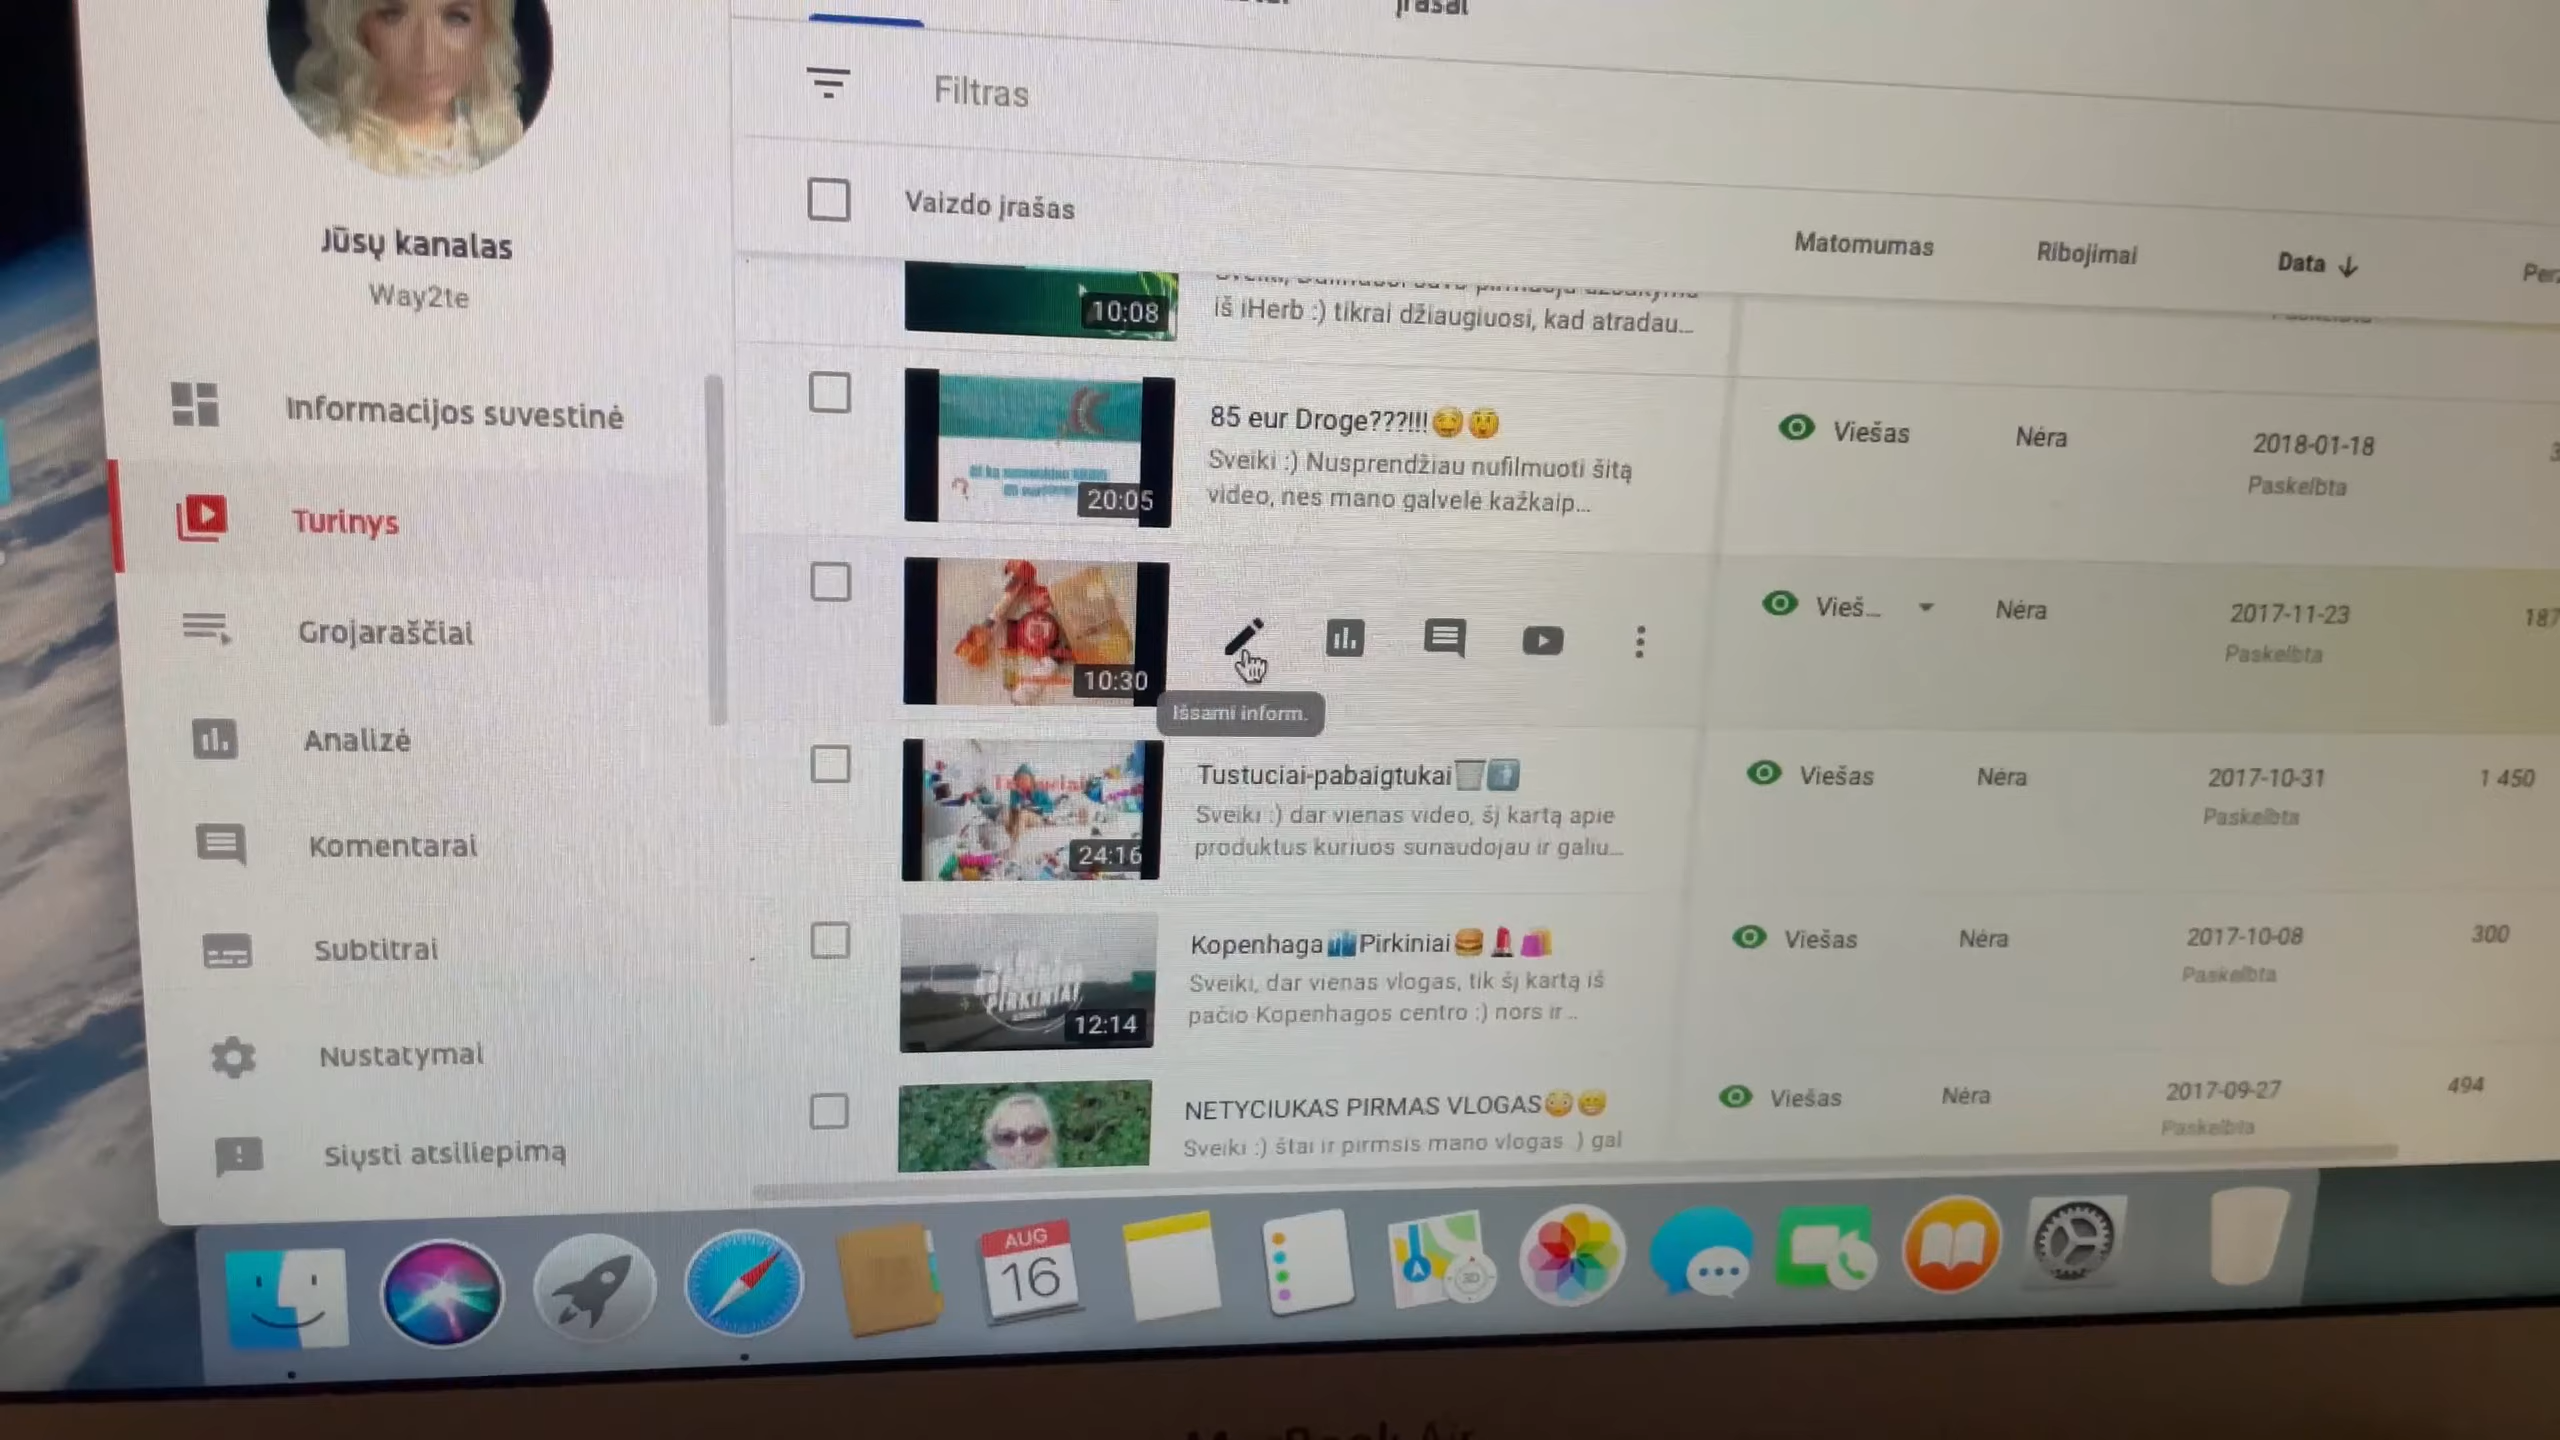 Įrašai
Filtras
Vaizdo įrašas
Matomumas
Ribojimai
Data
Jūsų kanalas
Way2te
Informacijos suvestinė
Turinys
Grojaraščiai
Analizė
Komentarai
Subtitrai
Nustatymai
Siųsti atsiliepimą
iš iHerb :) tikrai džiaugiuosi, kad atradau...
10:08
85 eur Droge???!!!
Sveiki :) Nusprendžiau nufilmuoti šitą
video, nes mano galvelė kažkaip...
20:05
Viešas
Nėra
2018-01-18
Paskelbta
10:30
Išsami inform.
Vieš...
Nėra
2017-11-23
Paskelbta
187
Tustuciai-pabaigtukai
Sveiki :) dar vienas video, šį kartą apie
produktus kuriuos sunaudojau ir galiu...
24:16
Viešas
Nėra
2017-10-31
Paskelbta
1 450
Kopenhaga Pirkiniai
Sveiki, dar vienas vlogas, tik šį kartą iš
pačio Kopenhagos centro :) nors ir ...
PIRKINIAI
12:14
Viešas
Nėra
2017-10-08
Paskelbta
300
NETYCIUKAS PIRMAS VLOGAS
Sveiki :) štai ir pirmsis mano vlogas :) gal
Viešas
Nėra
2017-09-27
Paskelbta
494
AUG
16
3D